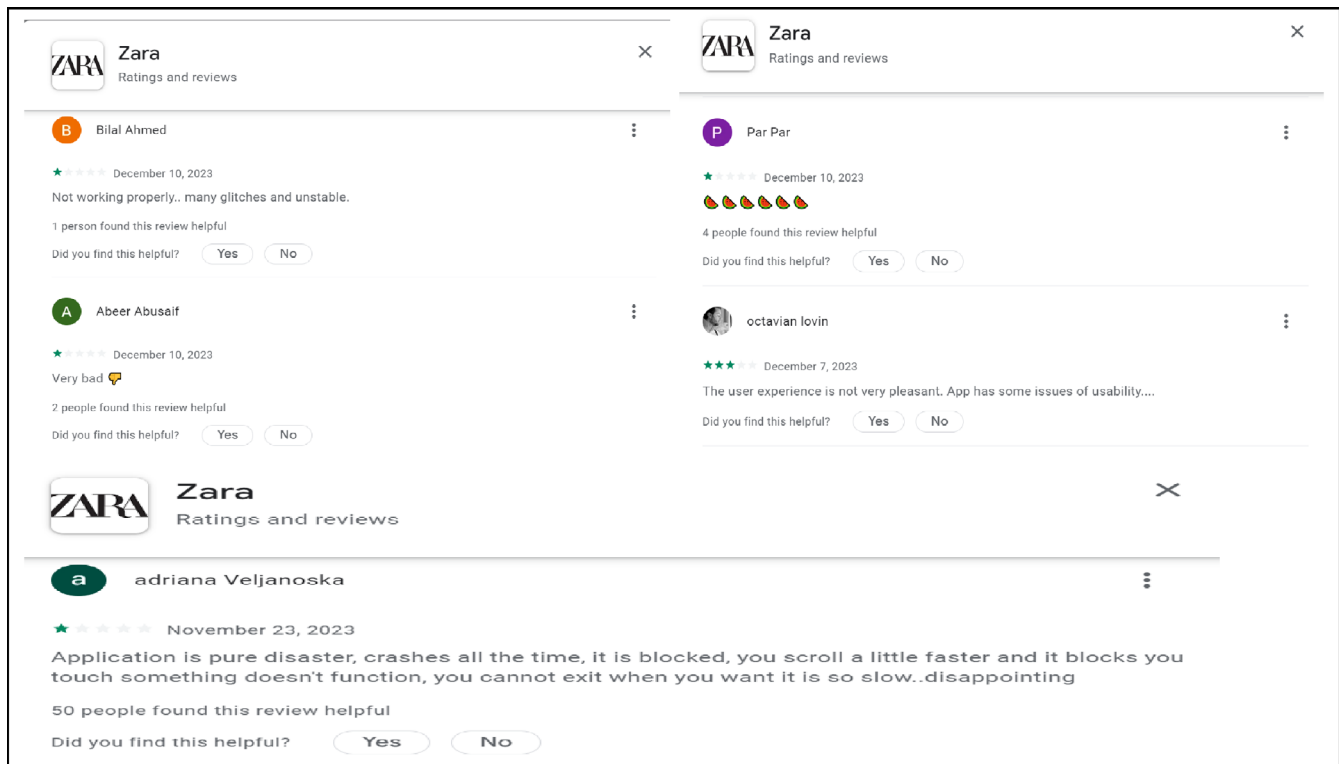 ZARA
Zara
Ratings and reviews
B
Bilal Ahmed
December 10, 2023
Not working properly.. many glitches and unstable.
1 person found this review helpful
Did you find this helpful? Yes No
A
Abeer Abusaif
December 10, 2023
Very bad 👎
2 people found this review helpful
Did you find this helpful? Yes No
ZARA
Zara
Ratings and reviews
P
Par Par
December 10, 2023
🍉🍉🍉🍉🍉🍉
4 people found this review helpful
Did you find this helpful? Yes No
octavian lovin
December 7, 2023
The user experience is not very pleasant. App has some issues of usability....
Did you find this helpful? Yes No
ZARA
Zara
Ratings and reviews
a
adriana Veljanoska
November 23, 2023
Application is pure disaster, crashes all the time, it is blocked, you scroll a little faster and it blocks you
touch something doesn't function, you cannot exit when you want it is so slow..disappointing
50 people found this review helpful
Did you find this helpful? Yes No